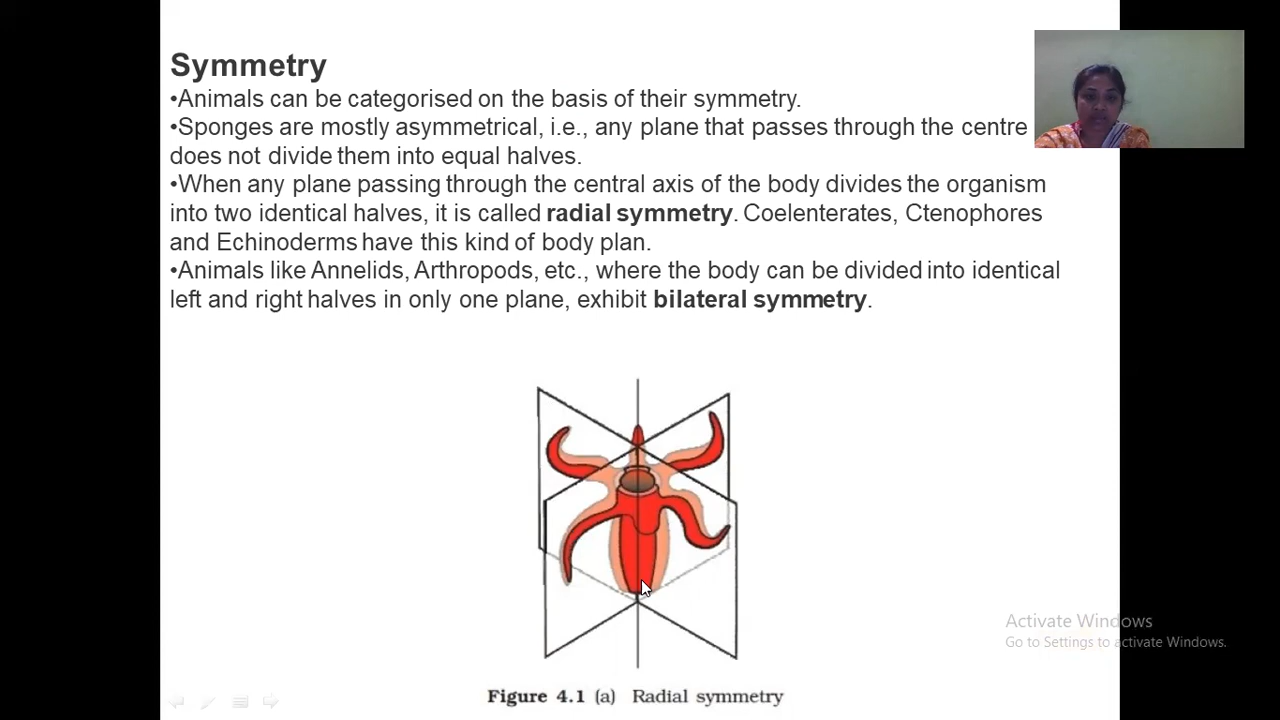 Symmetry
•Animals can be categorised on the basis of their symmetry.
•Sponges are mostly asymmetrical, i.e., any plane that passes through the centre
does not divide them into equal halves.
•When any plane passing through the central axis of the body divides the organism
into two identical halves, it is called radial symmetry. Coelenterates, Ctenophores
and Echinoderms have this kind of body plan.
•Animals like Annelids, Arthropods, etc., where the body can be divided into identical
left and right halves in only one plane, exhibit bilateral symmetry.
Activate Windows
Go to Settings to activate Windows.
Figure 4.1 (a) Radial symmetry